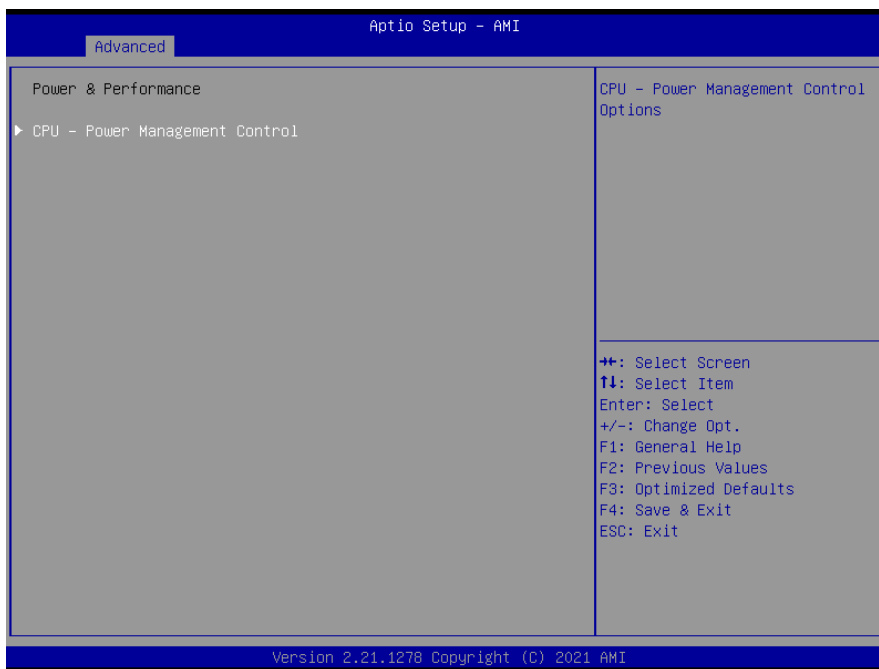 Aptio Setup – AMI
Advanced
Power & Performance
▶ CPU – Power Management Control
CPU – Power Management Control
Options
→←: Select Screen
↑↓: Select Item
Enter: Select
+/-: Change Opt.
F1: General Help
F2: Previous Values
F3: Optimized Defaults
F4: Save & Exit
ESC: Exit
Version 2.21.1278 Copyright (C) 2021 AMI